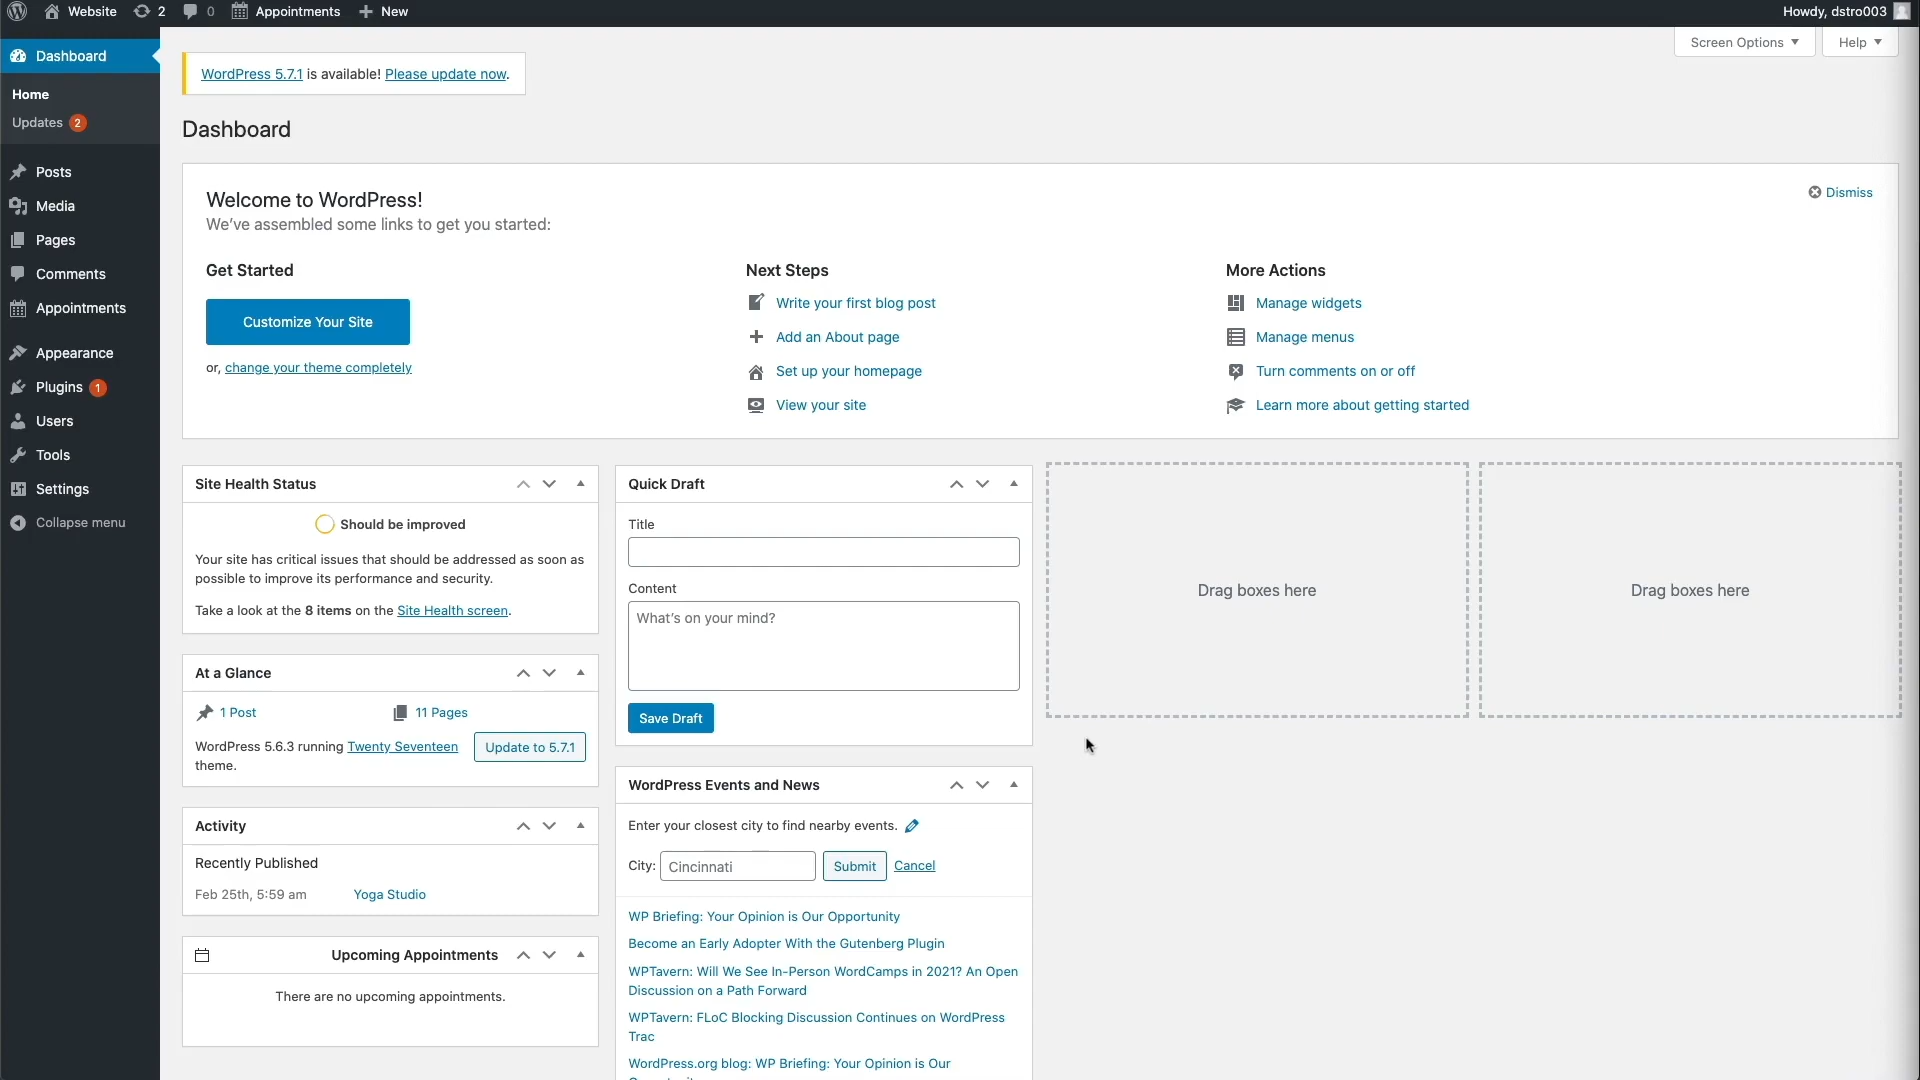 Website 2 0 Appointments New Howdy, dstro003
Screen Options Help
Dashboard
Home
Updates 2
Posts
Media
Pages
Comments
Appointments
Appearance
Plugins 1
Users
Tools
Settings
Collapse menu
WordPress 5.7.1 is available! Please update now.
Dashboard
Welcome to WordPress!
We've assembled some links to get you started:
Dismiss
Get Started
Customize Your Site
or, change your theme completely
Next Steps
Write your first blog post
Add an About page
Set up your homepage
View your site
More Actions
Manage widgets
Manage menus
Turn comments on or off
Learn more about getting started
Site Health Status
Should be improved
Your site has critical issues that should be addressed as soon as
possible to improve its performance and security.
Take a look at the 8 items on the Site Health screen.
At a Glance
1 Post 11 Pages
WordPress 5.6.3 running Twenty Seventeen
theme.
Update to 5.7.1
Activity
Recently Published
Feb 25th, 5:59 am Yoga Studio
Upcoming Appointments
There are no upcoming appointments.
Quick Draft
Title
Content
What's on your mind?
Save Draft
WordPress Events and News
Enter your closest city to find nearby events.
City: Cincinnati Submit Cancel
WP Briefing: Your Opinion is Our Opportunity
Become an Early Adopter With the Gutenberg Plugin
WPTavern: Will We See In-Person WordCamps in 2021? An Open
Discussion on a Path Forward
WPTavern: FLoC Blocking Discussion Continues on WordPress
Trac
WordPress.org blog: WP Briefing: Your Opinion is Our
Drag boxes here
Drag boxes here